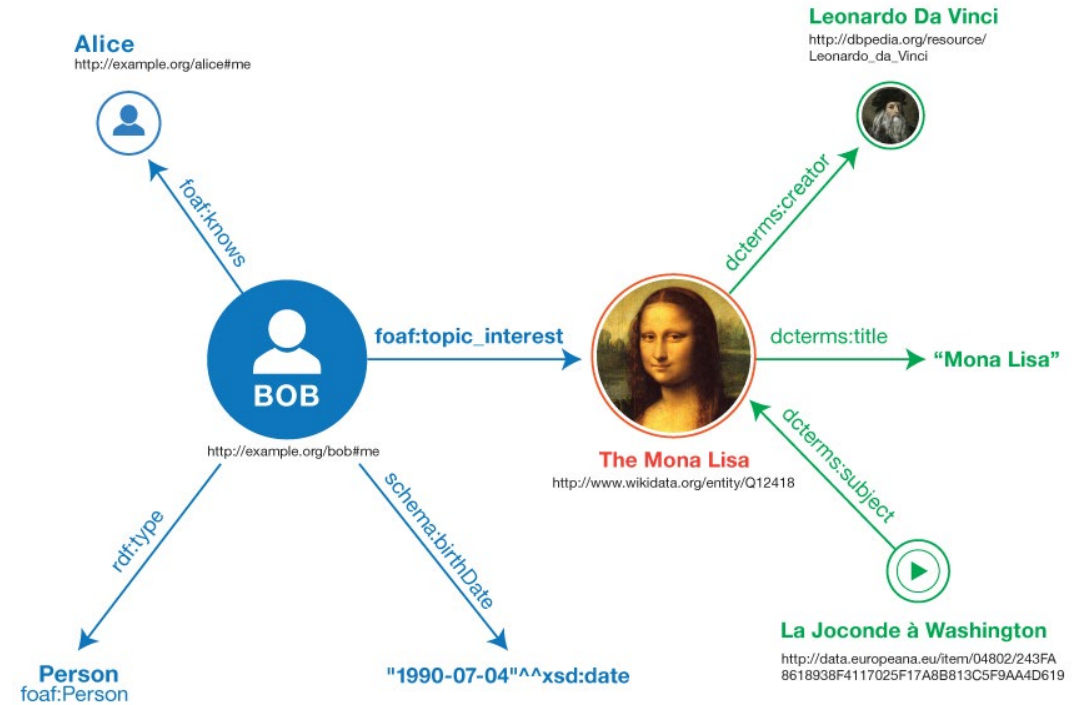 Leonardo Da Vinci
http://dbpedia.org/resource/
Leonardo_da_Vinci
Alice
http://example.org/alice#me
foaf:knows
dcterms:creator
foaf:topic_interest
dcterms:title
“Mona Lisa”
BOB
http://example.org/bob#me
The Mona Lisa
http://www.wikidata.org/entity/Q12418
dcterms:subject
rdf:type
schema:birthDate
La Joconde à Washington
http://data.europeana.eu/item/04802/243FA
8618938F4117025F17A8B813C5F9AA4D619
Person
foaf:Person
"1990-07-04"^^xsd:date